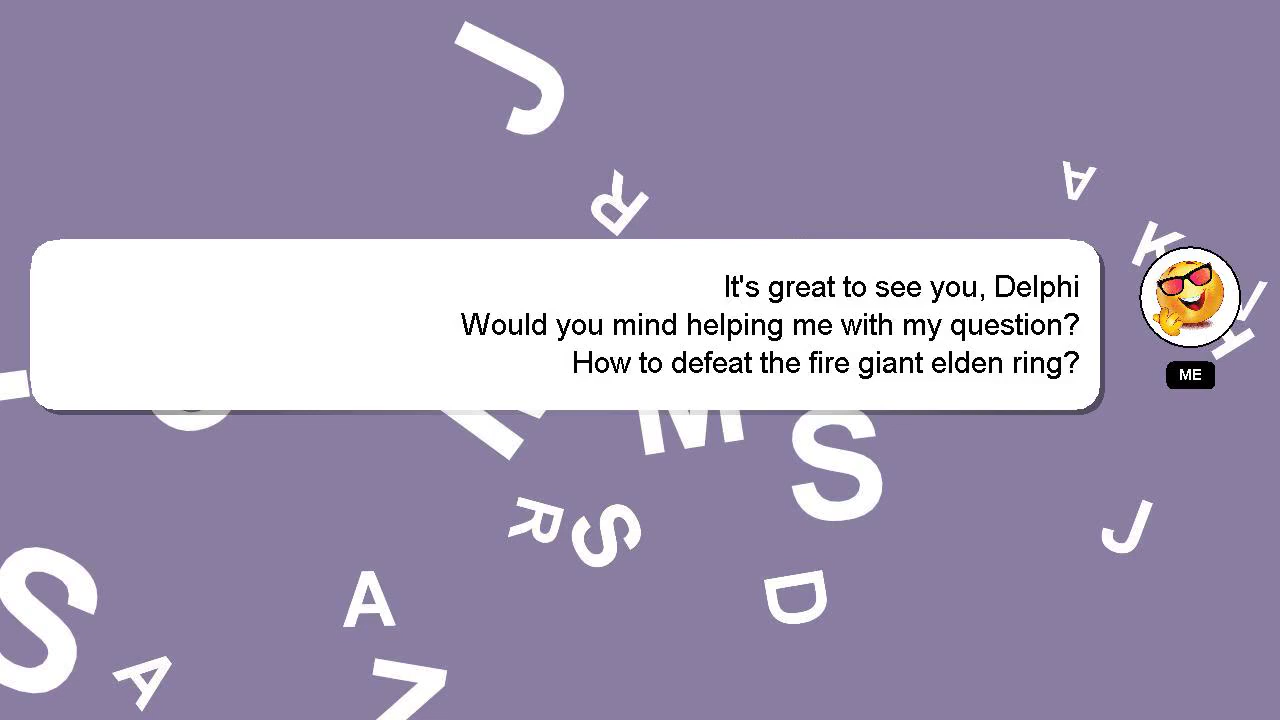 It's great to see you, Delphi
Would you mind helping me with my question?
How to defeat the fire giant elden ring?
ME
J
R
A
K
S
M
S
R
S
J
A
D
S
A
Z